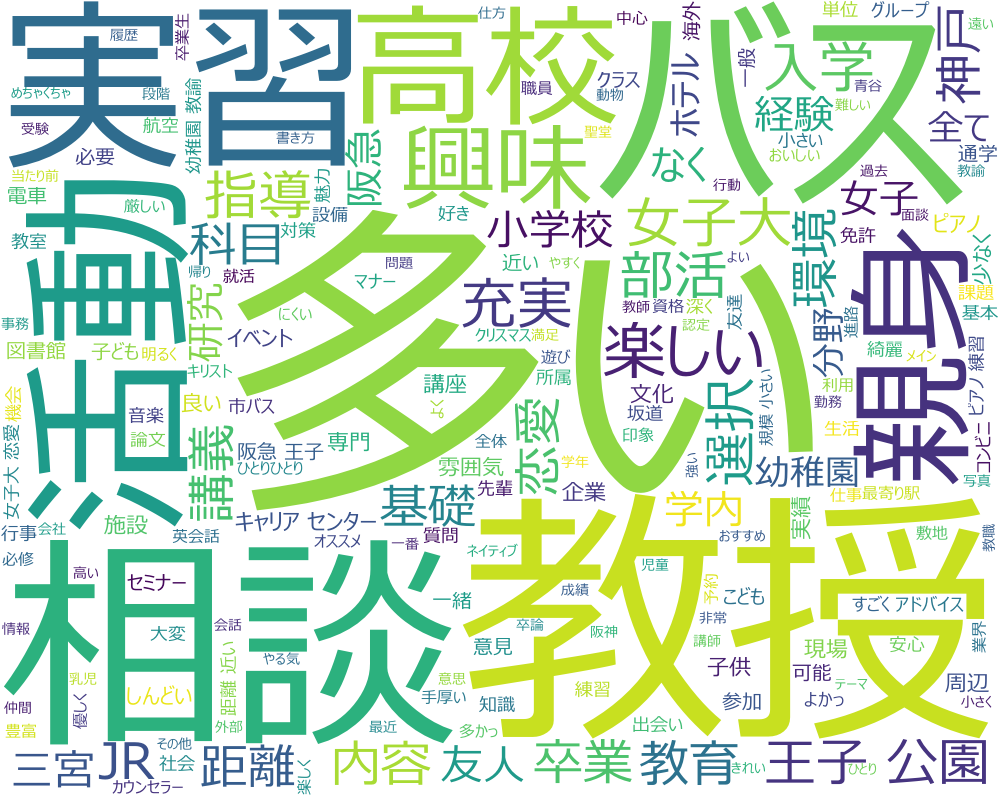 実習
高校
バス
多い
活動
相談
教授
親身
興味
楽しい
部活
女子大
指導
科目
充実
研究
小学校
阪急
履歴
卒業生
仕方
中心
海外
単位
グループ
遠い
神戸
めちゃくちゃ
段階
受験
航空
幼稚園 教諭
書き方
必要
当たり前
電車
厳しい
教室
魅力
設備
対策
好き
職員
クラス
動物
聖堂
ホテル
一般
入学
青谷
難しい
経験
小さい
おいしい
なく
行動
過去
全て
通学
教諭
女子
面談
免許
ピアノ
少なく
課題
基本
環境
分野
進路
綺麗
メイン
利用
勤務
ピアノ 練習
コンビニ
写真
帰り
就活
問題
マナー
近い
やすく
教師
資格
深く
よい
認定
友達
にくい
イベント
クリスマス
満足
遊び
所属
事務
図書館
子ども
明るく
キリスト
講座
文化
坂道
印象
選択
規模 小さい
生活
仕事
最寄り駅
幼稚園
女子大 恋愛
機会
音楽
論文
良い
市バス
よく
講義
阪急 王子
ひとりひとり
専門
全体
雰囲気
先輩
学年
恋愛
企業
強い
学内
実績
敷地
教職
行事
会社
施設
英会話
必修
基礎
キャリア センター
オススメ
一番
質問
ネイティブ
児童
おすすめ
高い
セミナー
一緒
成績
予約
こども
すごく アドバイス
業界
情報
大変
会話
やる気
意見
卒論
阪神
非常
講師
現場
安心
乳児
しんどい
距離 近い
意思
手厚い
知識
練習
子供
可能
テーマ
周辺
仲間
優しく
豊富
外部
最近
多かっ
出会い
参加
よかっ
小さく
三宮
JR
その他
社会
カウンセラー
楽しく
距離
内容
友人
卒業
教育
きれい
王子 公園
ひとり